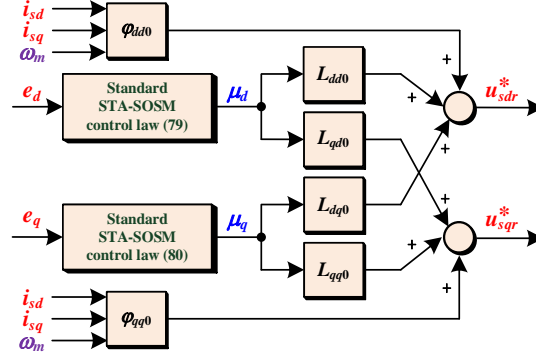 i_sd
i_sq
ω_m
φ_dd0
+
e_d
Standard
STA-SOSM
control law (79)
μ_d
L_dd0
+
u*_sdr
L_qd0
+
e_q
Standard
STA-SOSM
control law (80)
μ_q
L_dq0
+
u*_sqr
L_qq0
+
+
i_sd
i_sq
ω_m
φ_qq0